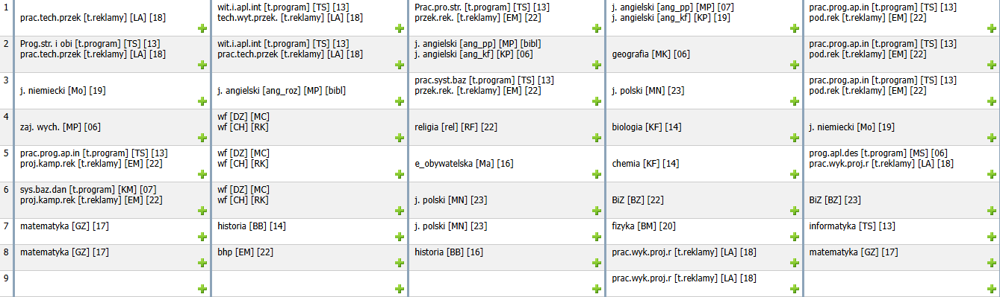 1
prac.tech.przek [t.reklamy] [LA] [18]
wit.i.apl.int [t.program] [TS] [13]
tech.wyt.przek. [t.reklamy] [LA] [18]
Prac.pro.str. [t.program] [TS] [13]
przek.rek. [t.reklamy] [EM] [22]
j. angielski [ang_pp] [MP] [07]
j. angielski [ang_kf] [KP] [19]
prac.prog.ap.in [t.program] [TS] [13]
pod.rek [t.reklamy] [EM] [22]
2
Prog.str. i obi [t.program] [TS] [13]
prac.tech.przek [t.reklamy] [LA] [18]
wit.i.apl.int [t.program] [TS] [13]
prac.tech.przek [t.reklamy] [LA] [18]
j. angielski [ang_pp] [MP] [bibl]
j. angielski [ang_kf] [KP] [06]
geografia [MK] [06]
prac.prog.ap.in [t.program] [TS] [13]
pod.rek [t.reklamy] [EM] [22]
3
j. niemiecki [Mo] [19]
j. angielski [ang_roz] [MP] [bibl]
prac.syst.baz [t.program] [TS] [13]
przek.rek. [t.reklamy] [EM] [22]
j. polski [MN] [23]
prac.prog.ap.in [t.program] [TS] [13]
pod.rek [t.reklamy] [EM] [22]
4
zaj. wych. [MP] [06]
wf [DZ] [MC]
wf [CH] [RK]
religia [rel] [RF] [22]
biologia [KF] [14]
j. niemiecki [Mo] [19]
5
prac.prog.ap.in [t.program] [TS] [13]
proj.kamp.rek [t.reklamy] [EM] [22]
wf [DZ] [MC]
wf [CH] [RK]
e_obywatelska [Ma] [16]
chemia [KF] [14]
prog.apl.des [t.program] [MS] [06]
prac.wyk.proj.r [t.reklamy] [LA] [18]
6
sys.baz.dan [t.program] [KM] [07]
proj.kamp.rek [t.reklamy] [EM] [22]
wf [DZ] [MC]
wf [CH] [RK]
j. polski [MN] [23]
BiZ [BZ] [22]
BiZ [BZ] [23]
7
matematyka [GZ] [17]
historia [BB] [14]
j. polski [MN] [23]
fizyka [BM] [20]
informatyka [TS] [13]
8
matematyka [GZ] [17]
bhp [EM] [22]
historia [BB] [16]
prac.wyk.proj.r [t.reklamy] [LA] [18]
matematyka [GZ] [17]
9
prac.wyk.proj.r [t.reklamy] [LA] [18]